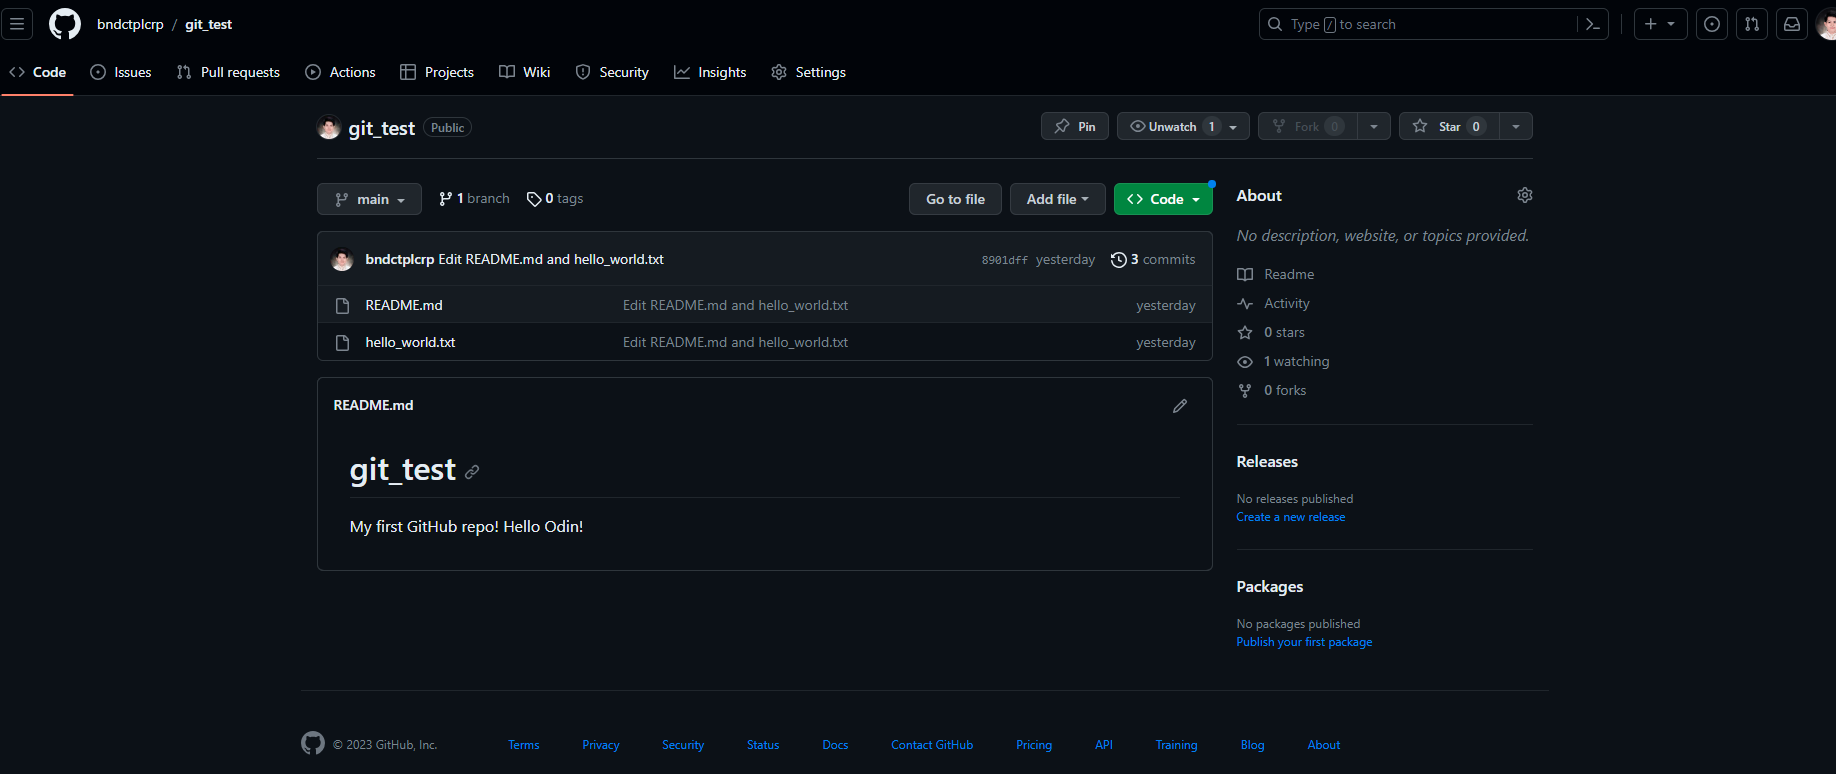 bndctplcrp / git_test
Type / to search
Code Issues Pull requests Actions Projects Wiki Security Insights Settings
git_test Public
Pin Unwatch 1 Fork 0 Star 0
main 1 branch 0 tags Go to file Add file Code
bndctplcrp Edit README.md and hello_world.txt 8901dff yesterday 3 commits
README.md Edit README.md and hello_world.txt yesterday
hello_world.txt Edit README.md and hello_world.txt yesterday
README.md
git_test
My first GitHub repo! Hello Odin!
About
No description, website, or topics provided.
Readme
Activity
0 stars
1 watching
0 forks
Releases
No releases published
Create a new release
Packages
No packages published
Publish your first package
© 2023 GitHub, Inc. Terms Privacy Security Status Docs Contact GitHub Pricing API Training Blog About